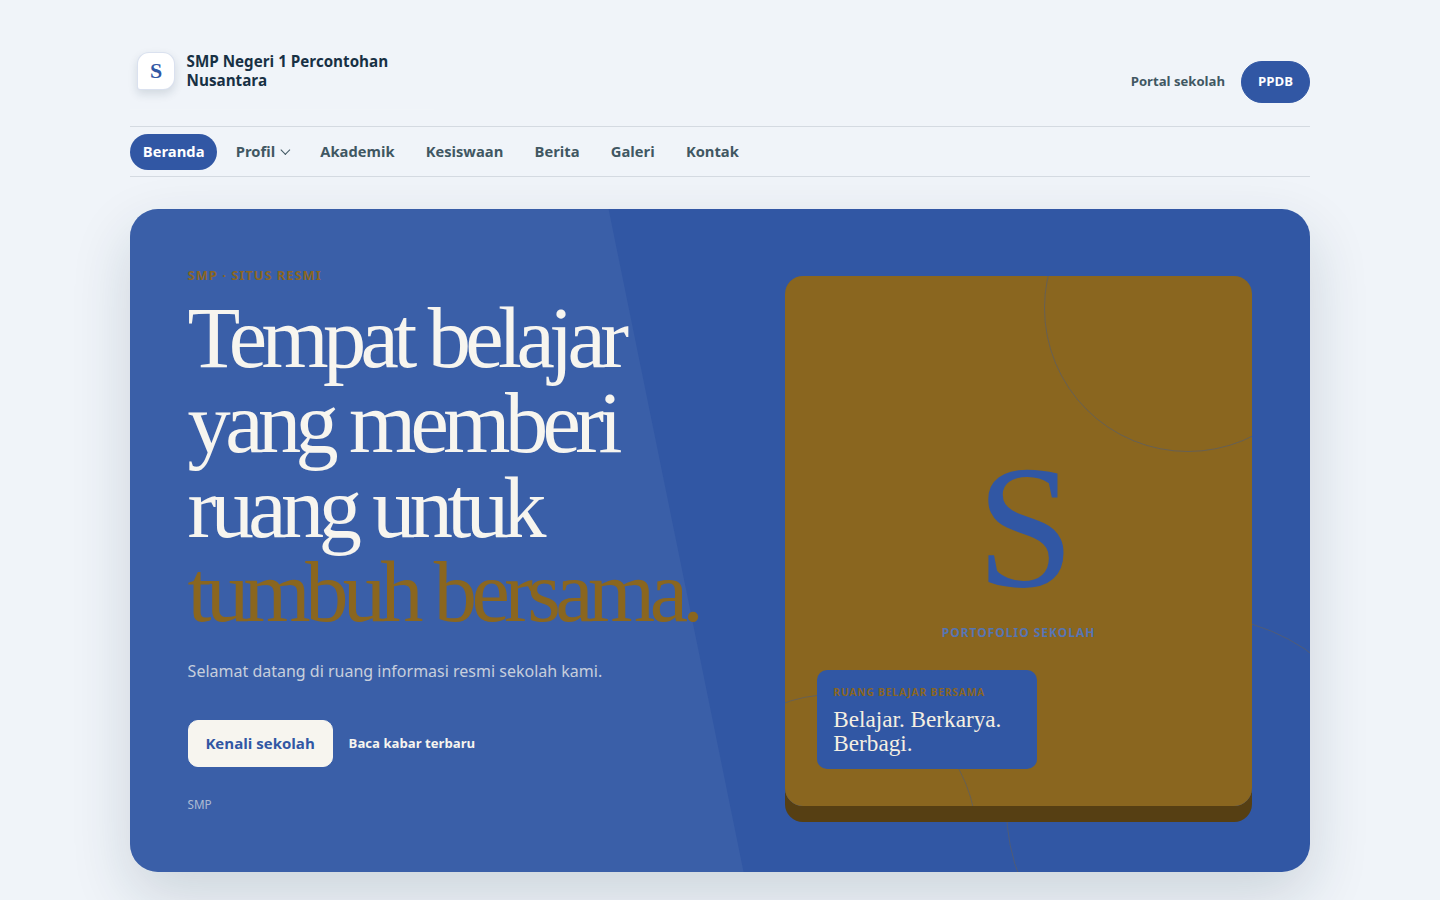 S
SMP Negeri 1 Percontohan
Nusantara
Portal sekolah
PPDB
Beranda
Profil
Akademik
Kesiswaan
Berita
Galeri
Kontak
SMP · SITUS RESMI
Tempat belajar
yang memberi
ruang untuk
tumbuh bersama.
Selamat datang di ruang informasi resmi sekolah kami.
Kenali sekolah
Baca kabar terbaru
SMP
S
PORTOFOLIO SEKOLAH
RUANG BELAJAR BERSAMA
Belajar. Berkarya.
Berbagi.